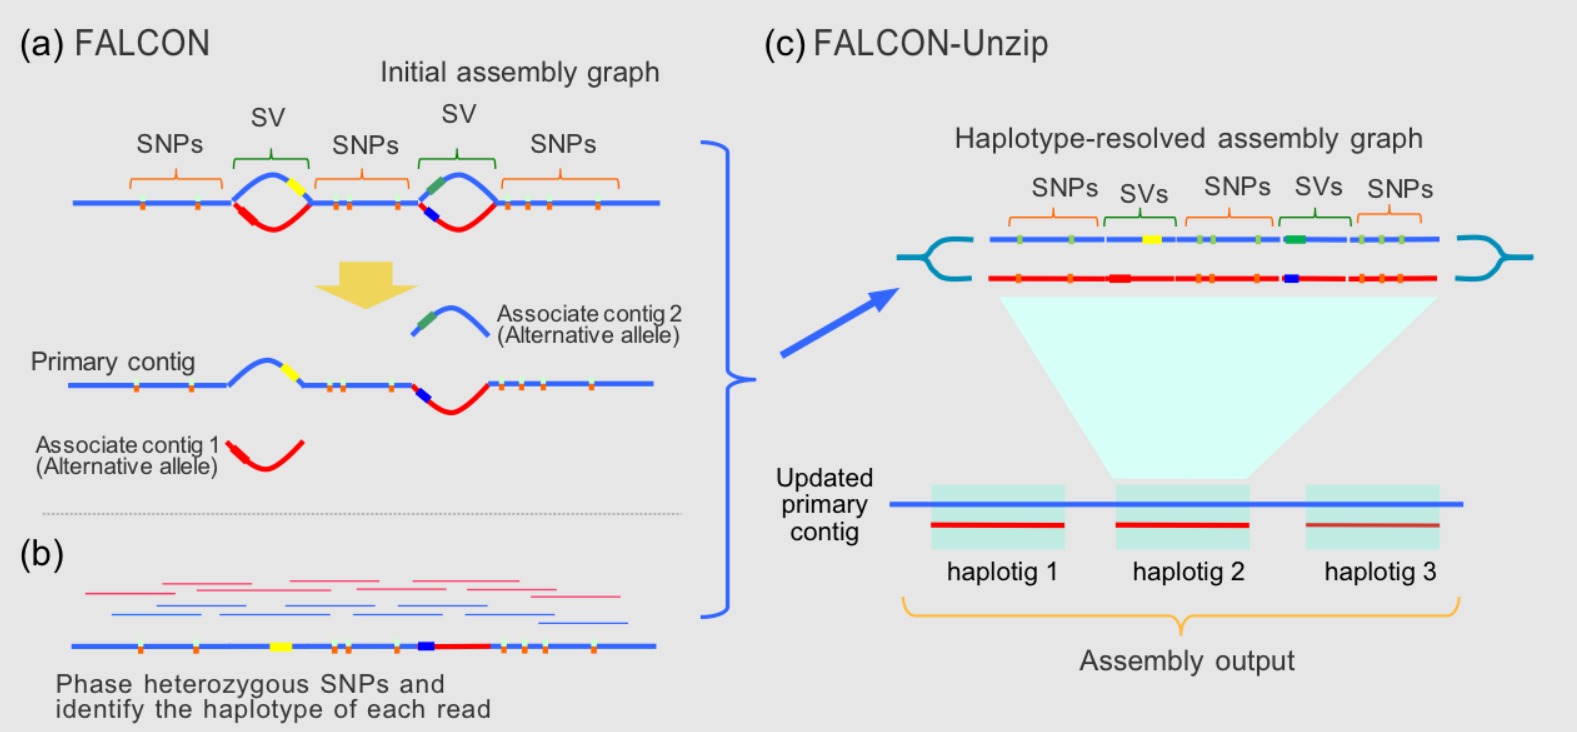 (a) FALCON
Initial assembly graph
SV
SV
SNPs
SNPs
SNPs
Associate contig 2
(Alternative allele)
Primary contig
Associate contig 1
(Alternative allele)
(b)
Phase heterozygous SNPs and
identify the haplotype of each read
(c) FALCON-Unzip
Haplotype-resolved assembly graph
SNPs
SVs
SNPs
SVs
SNPs
Updated
primary
contig
haplotig 1
haplotig 2
haplotig 3
Assembly output